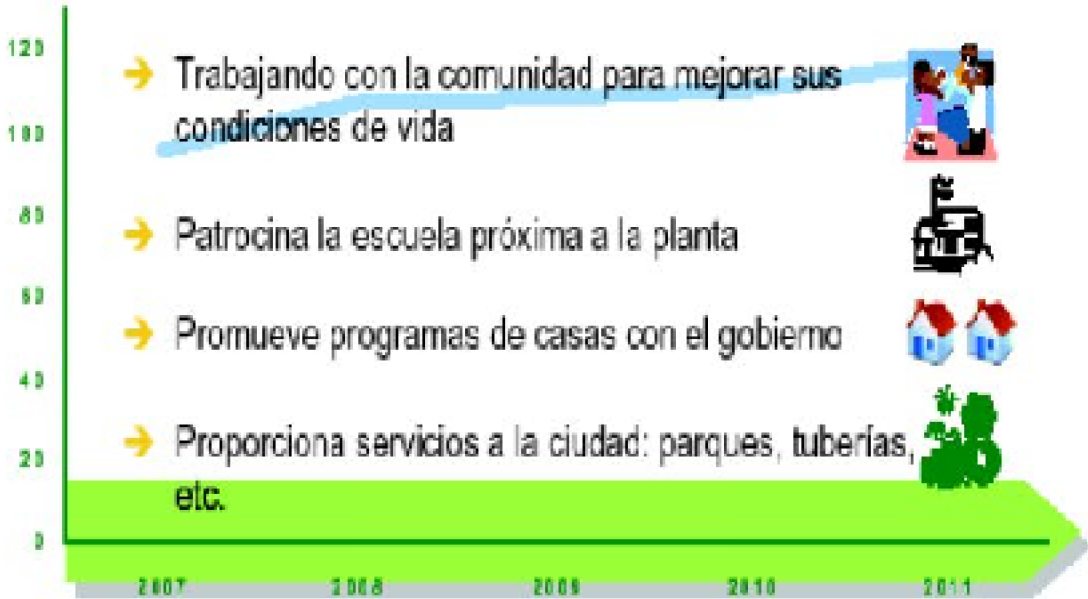 120
Trabajando con la comunidad para mejorar sus
condiciones de vida
100
80
Patrocina la escuela próxima a la planta
60
Promueve programas de casas con el gobierno
40
Proporciona servicios a la ciudad: parques, tuberías,
20
etc.
0
2007 2008 2009 2010 2011